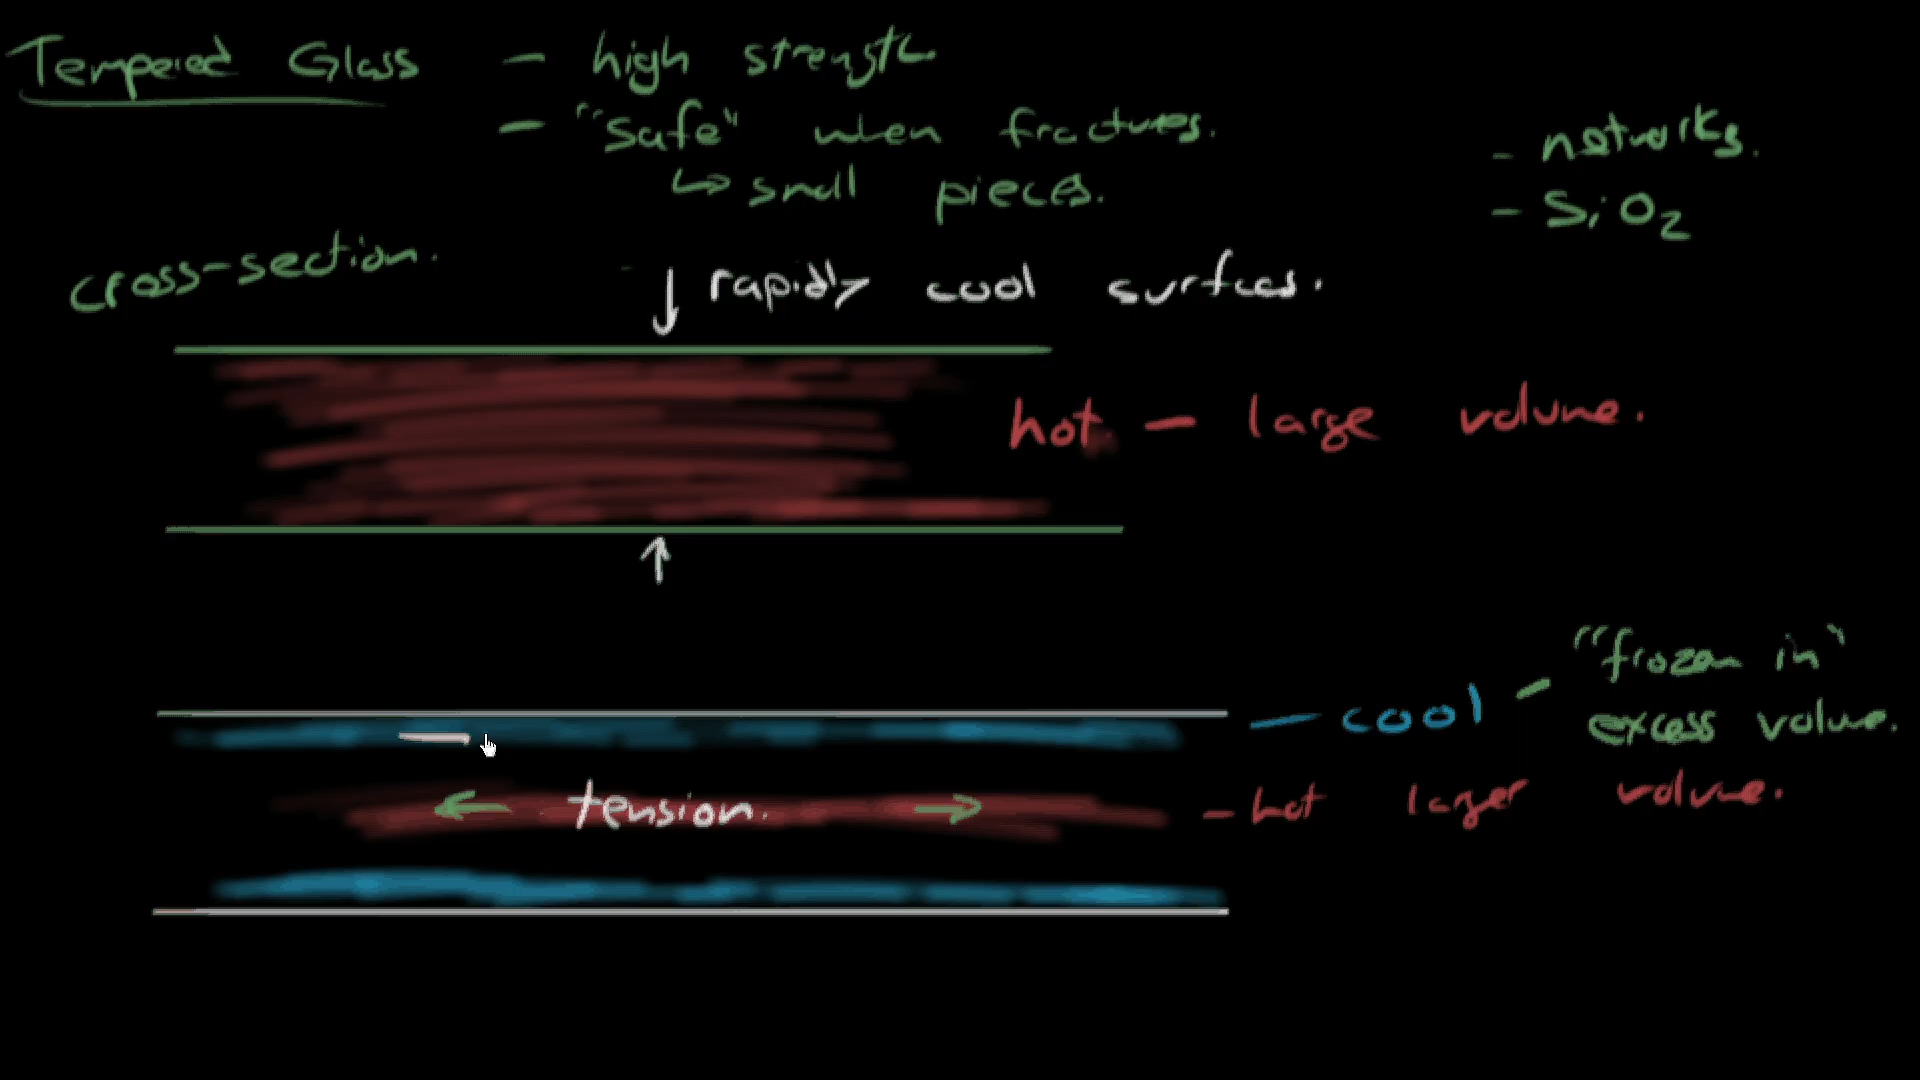 Tempered Glass - high strength
- "Safe" when fractures.
↳ small pieces.
- networks.
- SiO2
cross-section.
↓ rapidly cool surfaces.
hot - large volume.
↑
- cool - "frozen in" excess volume.
← tension. →
- hot larger volume.